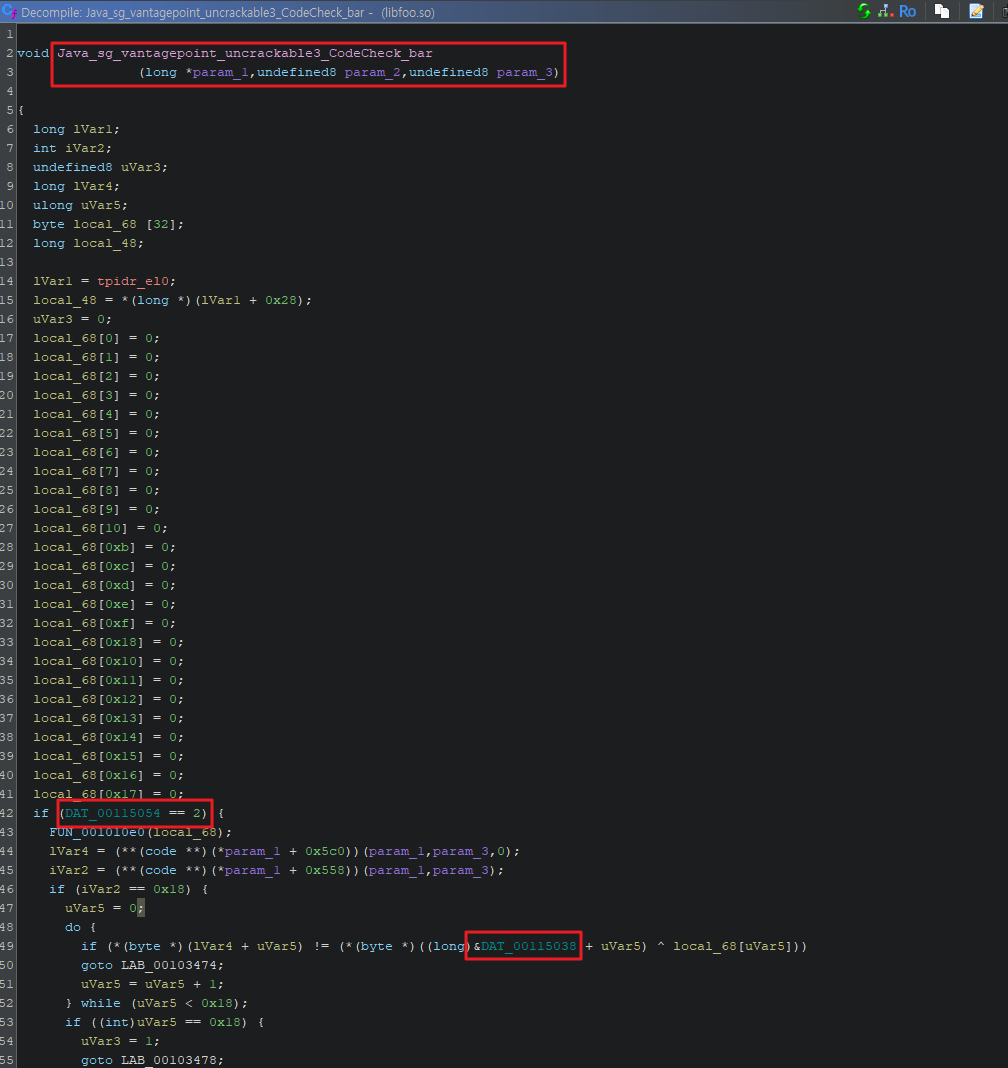 Decompile: Java_sg_vantagepoint_uncrackable3_CodeCheck_bar - (libfoo.so)
Ro
1
2 void Java_sg_vantagepoint_uncrackable3_CodeCheck_bar
3 (long *param_1,undefined8 param_2,undefined8 param_3)
4
5 {
6 long lVar1;
7 int iVar2;
8 undefined8 uVar3;
9 long lVar4;
10 ulong uVar5;
11 byte local_68 [32];
12 long local_48;
13
14 lVar1 = tpidr_el0;
15 local_48 = *(long *)(lVar1 + 0x28);
16 uVar3 = 0;
17 local_68[0] = 0;
18 local_68[1] = 0;
19 local_68[2] = 0;
20 local_68[3] = 0;
21 local_68[4] = 0;
22 local_68[5] = 0;
23 local_68[6] = 0;
24 local_68[7] = 0;
25 local_68[8] = 0;
26 local_68[9] = 0;
27 local_68[10] = 0;
28 local_68[0xb] = 0;
29 local_68[0xc] = 0;
30 local_68[0xd] = 0;
31 local_68[0xe] = 0;
32 local_68[0xf] = 0;
33 local_68[0x18] = 0;
34 local_68[0x10] = 0;
35 local_68[0x11] = 0;
36 local_68[0x12] = 0;
37 local_68[0x13] = 0;
38 local_68[0x14] = 0;
39 local_68[0x15] = 0;
40 local_68[0x16] = 0;
41 local_68[0x17] = 0;
42 if (DAT_00115054 == 2) {
43 FUN_001010e0(local_68);
44 lVar4 = (**(code **)(*param_1 + 0x5c0))(param_1,param_3,0);
45 iVar2 = (**(code **)(*param_1 + 0x558))(param_1,param_3);
46 if (iVar2 == 0x18) {
47 uVar5 = 0;
48 do {
49 if (*(byte *)(lVar4 + uVar5) != (*(byte *)((long)&DAT_00115038 + uVar5) ^ local_68[uVar5]))
50 goto LAB_00103474;
51 uVar5 = uVar5 + 1;
52 } while (uVar5 < 0x18);
53 if ((int)uVar5 == 0x18) {
54 uVar3 = 1;
55 goto LAB_00103478;